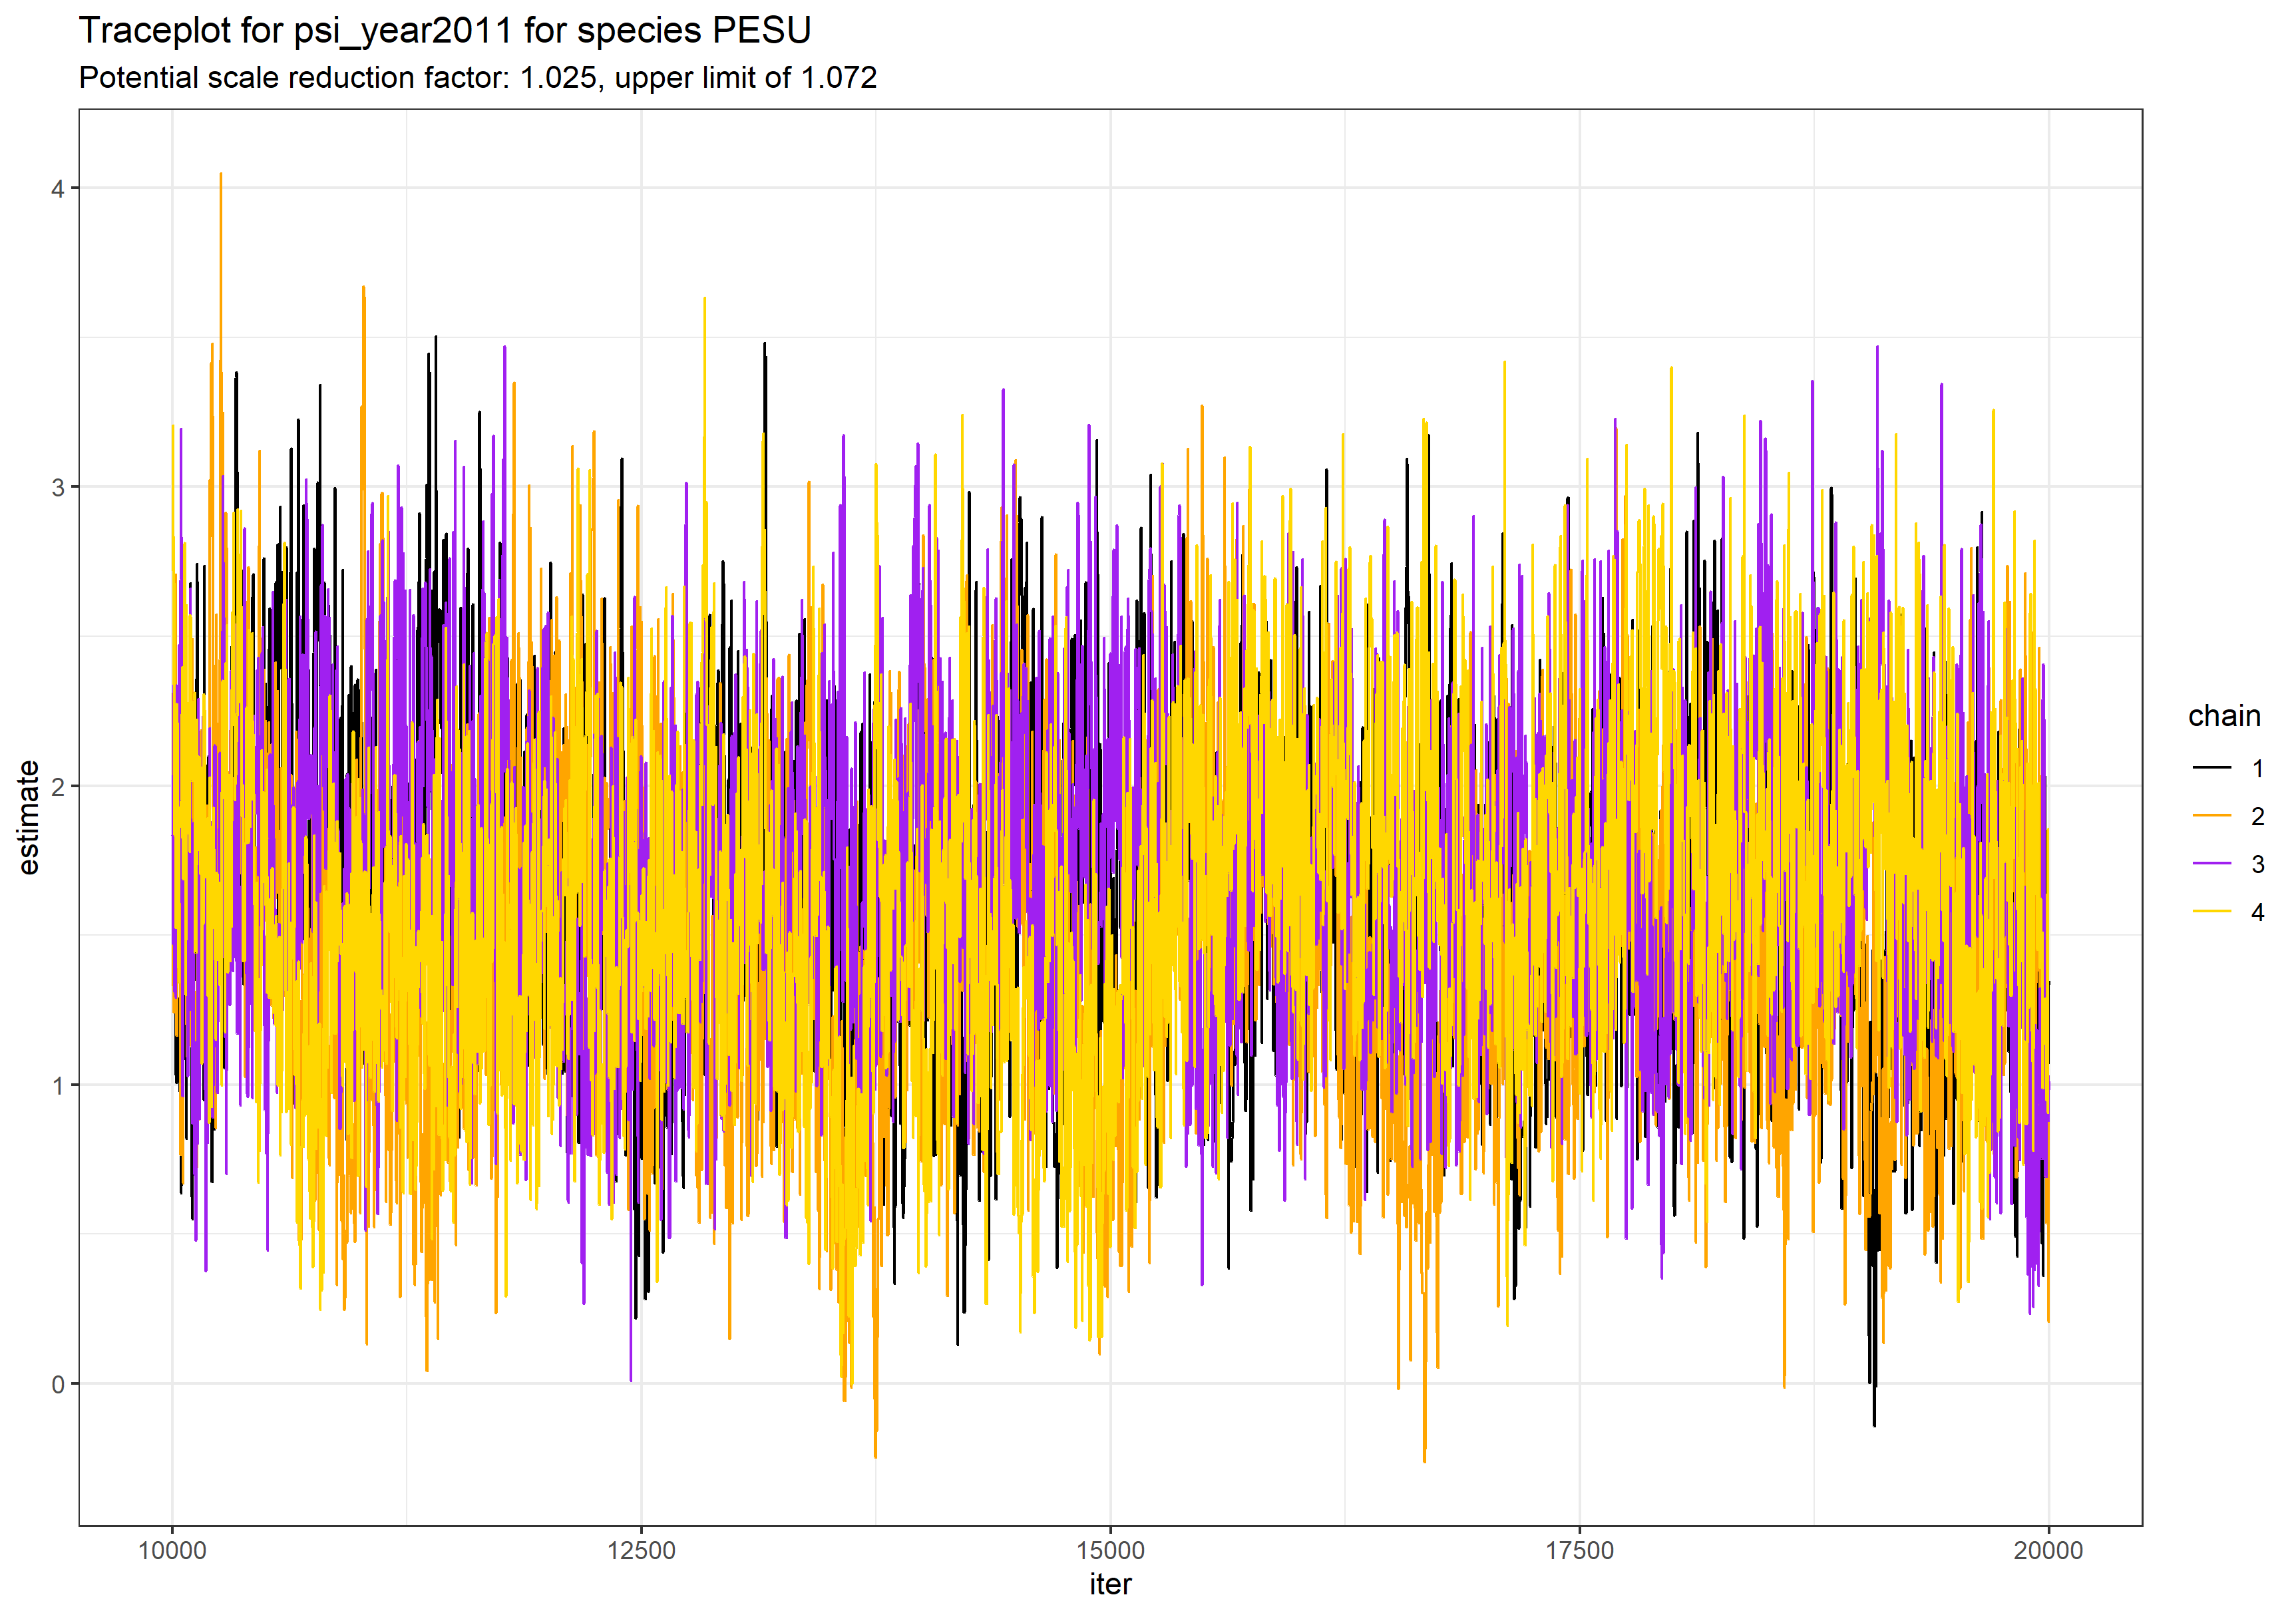 Traceplot for psi_year2011 for species PESU
Potential scale reduction factor: 1.025, upper limit of 1.072
4
3
2
1
0
estimate
10000
12500
15000
17500
20000
iter
chain
1
2
3
4